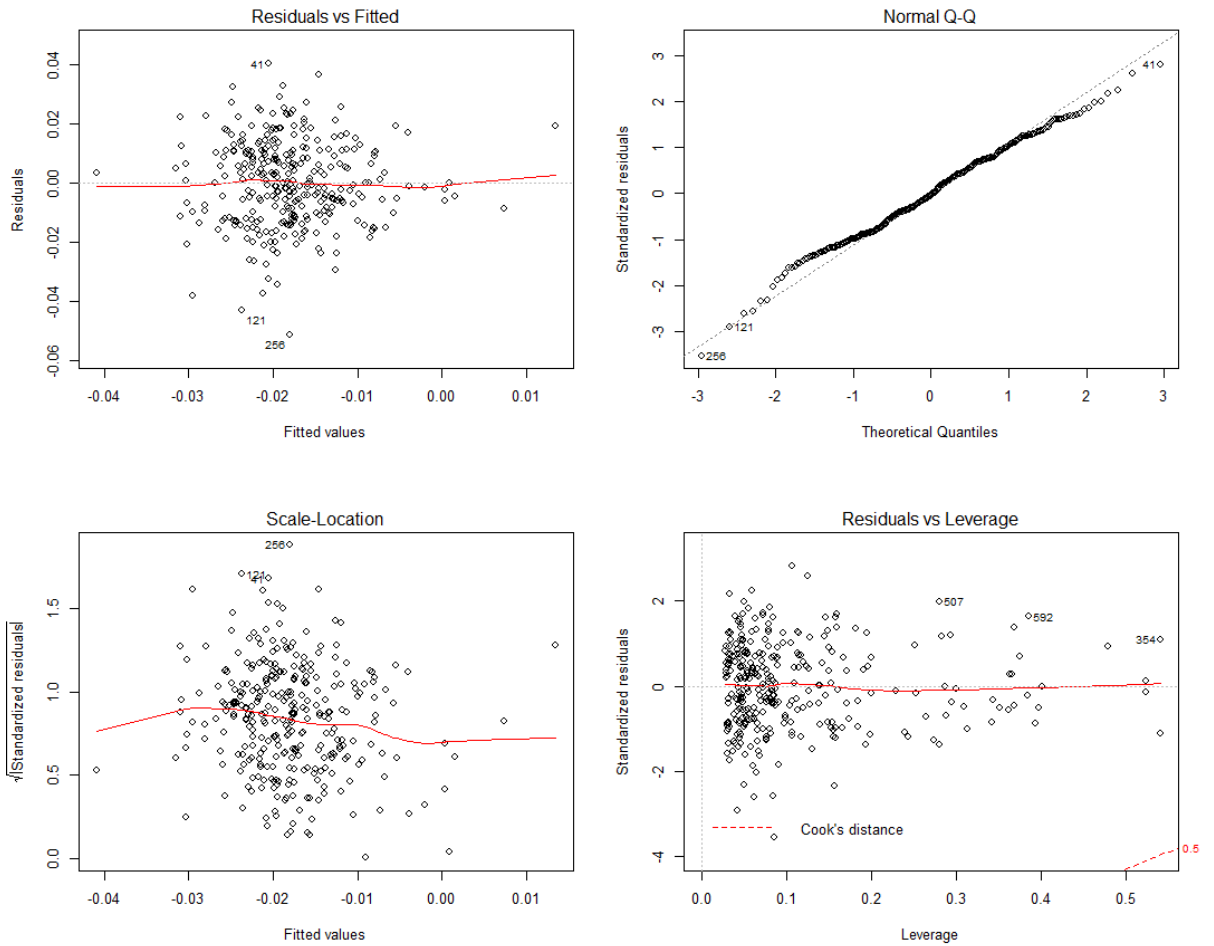 Residuals vs Fitted
0.04
0.02
0.00
-0.02
-0.04
-0.06
Residuals
41
121
256
-0.04 -0.03 -0.02 -0.01 0.00 0.01
Fitted values
Normal Q-Q
3
2
1
0
-1
-2
-3
Standardized residuals
41
121
256
-3 -2 -1 0 1 2 3
Theoretical Quantiles
Scale-Location
1.5
1.0
0.5
0.0
√|Standardized residuals|
256
121
41
-0.04 -0.03 -0.02 -0.01 0.00 0.01
Fitted values
Residuals vs Leverage
2
0
-2
-4
Standardized residuals
507
592
354
Cook's distance
0.5
0.0 0.1 0.2 0.3 0.4 0.5
Leverage